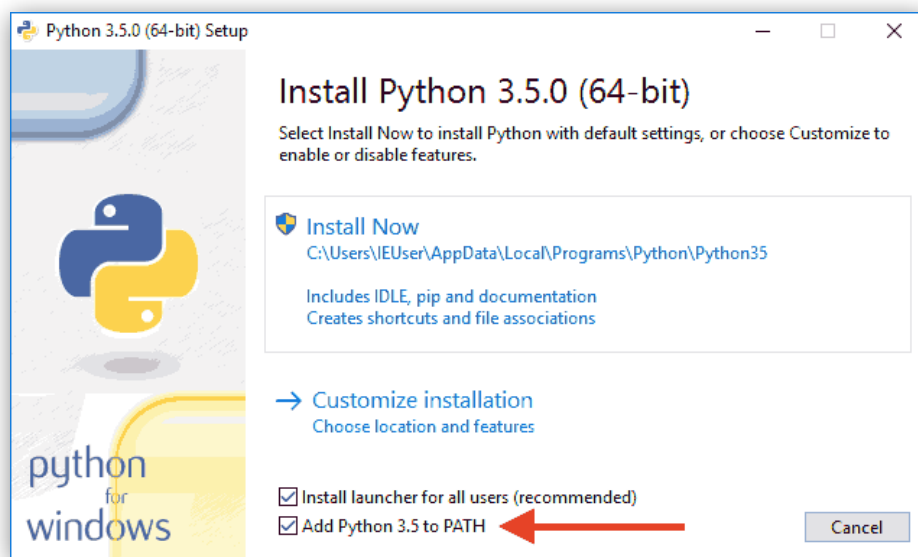 Python 3.5.0 (64-bit) Setup
Install Python 3.5.0 (64-bit)
Select Install Now to install Python with default settings, or choose Customize to
enable or disable features.
Install Now
C:\Users\IEUser\AppData\Local\Programs\Python\Python35
Includes IDLE, pip and documentation
Creates shortcuts and file associations
Customize installation
Choose location and features
python
for
windows
Install launcher for all users (recommended)
Add Python 3.5 to PATH
Cancel